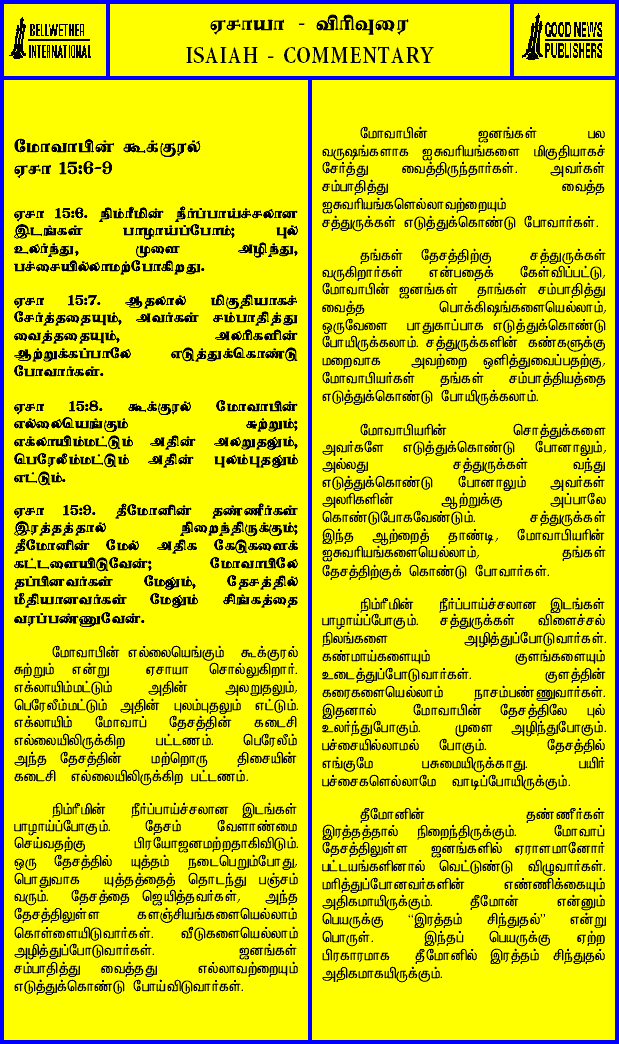 BELLWETHER
INTERNATIONAL
ஏசாயா - விரிவுரை
ISAIAH - COMMENTARY
GOOD NEWS
PUBLISHERS
மோவாபின் கூக்குரல்
ஏசா 15:6-9
ஏசா 15:6. நிம்ரீமின் நீர்ப்பாய்ச்சலான
இடங்கள் பாழாய்ப்போம்; புல்
உலர்ந்து, முளை அழிந்து,
பச்சையில்லாமற்போகிறது.
ஏசா 15:7. ஆதலால் மிகுதியாகச்
சேர்த்ததையும், அவர்கள் சம்பாதித்து
வைத்ததையும், அலரிகளின்
ஆற்றுக்கப்பாலே எடுத்துக்கொண்டு
போவார்கள்.
ஏசா 15:8. கூக்குரல் மோவாபின்
எல்லையெங்கும் சுற்றும்;
எக்லாயிம்மட்டும் அதின் அலறுதலும்,
பெரேலீம்மட்டும் அதின் புலம்புதலும்
எட்டும்.
ஏசா 15:9. தீமோனின் தண்ணீர்கள்
இரத்தத்தால் நிறைந்திருக்கும்;
தீமோனின் மேல் அதிக கேடுகளைக்
கட்டளையிடுவேன்; மோவாபிலே
தப்பினவர்கள் மேலும், தேசத்தில்
மீதியானவர்கள் மேலும் சிங்கத்தை
வரப்பண்ணுவேன்.
மோவாபின் எல்லையெங்கும் கூக்குரல்
சுற்றும் என்று ஏசாயா சொல்லுகிறார்.
எக்லாயிம்மட்டும் அதின் அலறுதலும்,
பெரேலீம்மட்டும் அதின் புலம்புதலும் எட்டும்.
எக்லாயிம் மோவாப் தேசத்தின் கடைசி
எல்லையிலிருக்கிற பட்டணம். பெரேலீம்
அந்த தேசத்தின் மற்றொரு திசையின்
கடைசி எல்லையிலிருக்கிற பட்டணம்.
நிம்ரீமின் நீர்ப்பாய்ச்சலான இடங்கள்
பாழாய்ப்போகும். தேசம் வேளாண்மை
செய்வதற்கு பிரயோஜனமற்றதாகிவிடும்.
ஒரு தேசத்தில் யுத்தம் நடைபெறும்போது,
பொதுவாக யுத்தத்தைத் தொடந்து பஞ்சம்
வரும். தேசத்தை ஜெயித்தவர்கள், அந்த
தேசத்திலுள்ள களஞ்சியங்களையெல்லாம்
கொள்ளையிடுவார்கள். வீடுகளையெல்லாம்
அழித்துப்போடுவார்கள். ஜனங்கள்
சம்பாதித்து வைத்தது எல்லாவற்றையும்
எடுத்துக்கொண்டு போய்விடுவார்கள்.
மோவாபின் ஜனங்கள் பல
வருஷங்களாக ஐசுவரியங்களை மிகுதியாகச்
சேர்த்து வைத்திருந்தார்கள். அவர்கள்
சம்பாதித்து வைத்த
ஐசுவரியங்களெல்லாவற்றையும்
சத்துருக்கள் எடுத்துக்கொண்டு போவார்கள்.
தங்கள் தேசத்திற்கு சத்துருக்கள்
வருகிறார்கள் என்பதைக் கேள்விப்பட்டு,
மோவாபின் ஜனங்கள் தாங்கள் சம்பாதித்து
வைத்த பொக்கிஷங்களையெல்லாம்,
ஒருவேளை பாதுகாப்பாக எடுத்துக்கொண்டு
போயிருக்கலாம். சத்துருக்களின் கண்களுக்கு
மறைவாக அவற்றை ஒளித்துவைப்பதற்கு,
மோவாபியர்கள் தங்கள் சம்பாத்தியத்தை
எடுத்துக்கொண்டு போயிருக்கலாம்.
மோவாபியரின் சொத்துக்களை
அவர்களே எடுத்துக்கொண்டு போனாலும்,
அல்லது சத்துருக்கள் வந்து
எடுத்துக்கொண்டு போனாலும் அவர்கள்
அலரிகளின் ஆற்றுக்கு அப்பாலே
கொண்டுபோகவேண்டும். சத்துருக்கள்
இந்த ஆற்றைத் தாண்டி, மோவாபியரின்
ஐசுவரியங்களையெல்லாம், தங்கள்
தேசத்திற்குக் கொண்டு போவார்கள்.
நிம்ரீமின் நீர்ப்பாய்ச்சலான இடங்கள்
பாழாய்ப்போகும். சத்துருக்கள் விளைச்சல்
நிலங்களை அழித்துப்போடுவார்கள்.
கண்மாய்களையும் குளங்களையும்
உடைத்துப்போடுவார்கள். குளத்தின்
கரைகளையெல்லாம் நாசம்பண்ணுவார்கள்.
இதனால் மோவாபின் தேசத்திலே புல்
உலர்ந்துபோகும். முளை அழிந்துபோகும்.
பச்சையில்லாமல் போகும். தேசத்தில்
எங்குமே பசுமையிருக்காது. பயிர்
பச்சைகளெல்லாமே வாடிப்போயிருக்கும்.
தீமோனின் தண்ணீர்கள்
இரத்தத்தால் நிறைந்திருக்கும். மோவாப்
தேசத்திலுள்ள ஜனங்களில் ஏராளமானோர்
பட்டயங்களினால் வெட்டுண்டு விழுவார்கள்.
மரித்துப்போனவர்களின் எண்ணிக்கையும்
அதிகமாயிருக்கும். தீமோன் என்னும்
பெயருக்கு “இரத்தம் சிந்துதல்” என்று
பொருள். இந்தப் பெயருக்கு ஏற்ற
பிரகாரமாக தீமோனில் இரத்தம் சிந்துதல்
அதிகமாகயிருக்கும்.